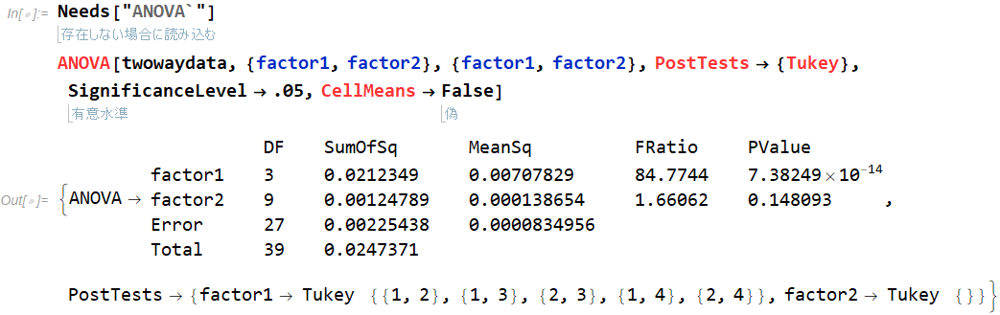 In[ ]:= Needs["ANOVA`"]
存在しない場合に読み込む
ANOVA[twowaydata, {factor1, factor2}, {factor1, factor2}, PostTests → {Tukey},
SignificanceLevel → .05, CellMeans → False]
有意水準 偽
DF SumOfSq MeanSq FRatio PValue
factor1 3 0.0212349 0.00707829 84.7744 7.38249×10⁻¹⁴
Out[ ]= {ANOVA → factor2 9 0.00124789 0.000138654 1.66062 0.148093 ,
Error 27 0.00225438 0.0000834956
Total 39 0.0247371
PostTests → {factor1 → Tukey {{1, 2}, {1, 3}, {2, 3}, {1, 4}, {2, 4}}, factor2 → Tukey {}}}